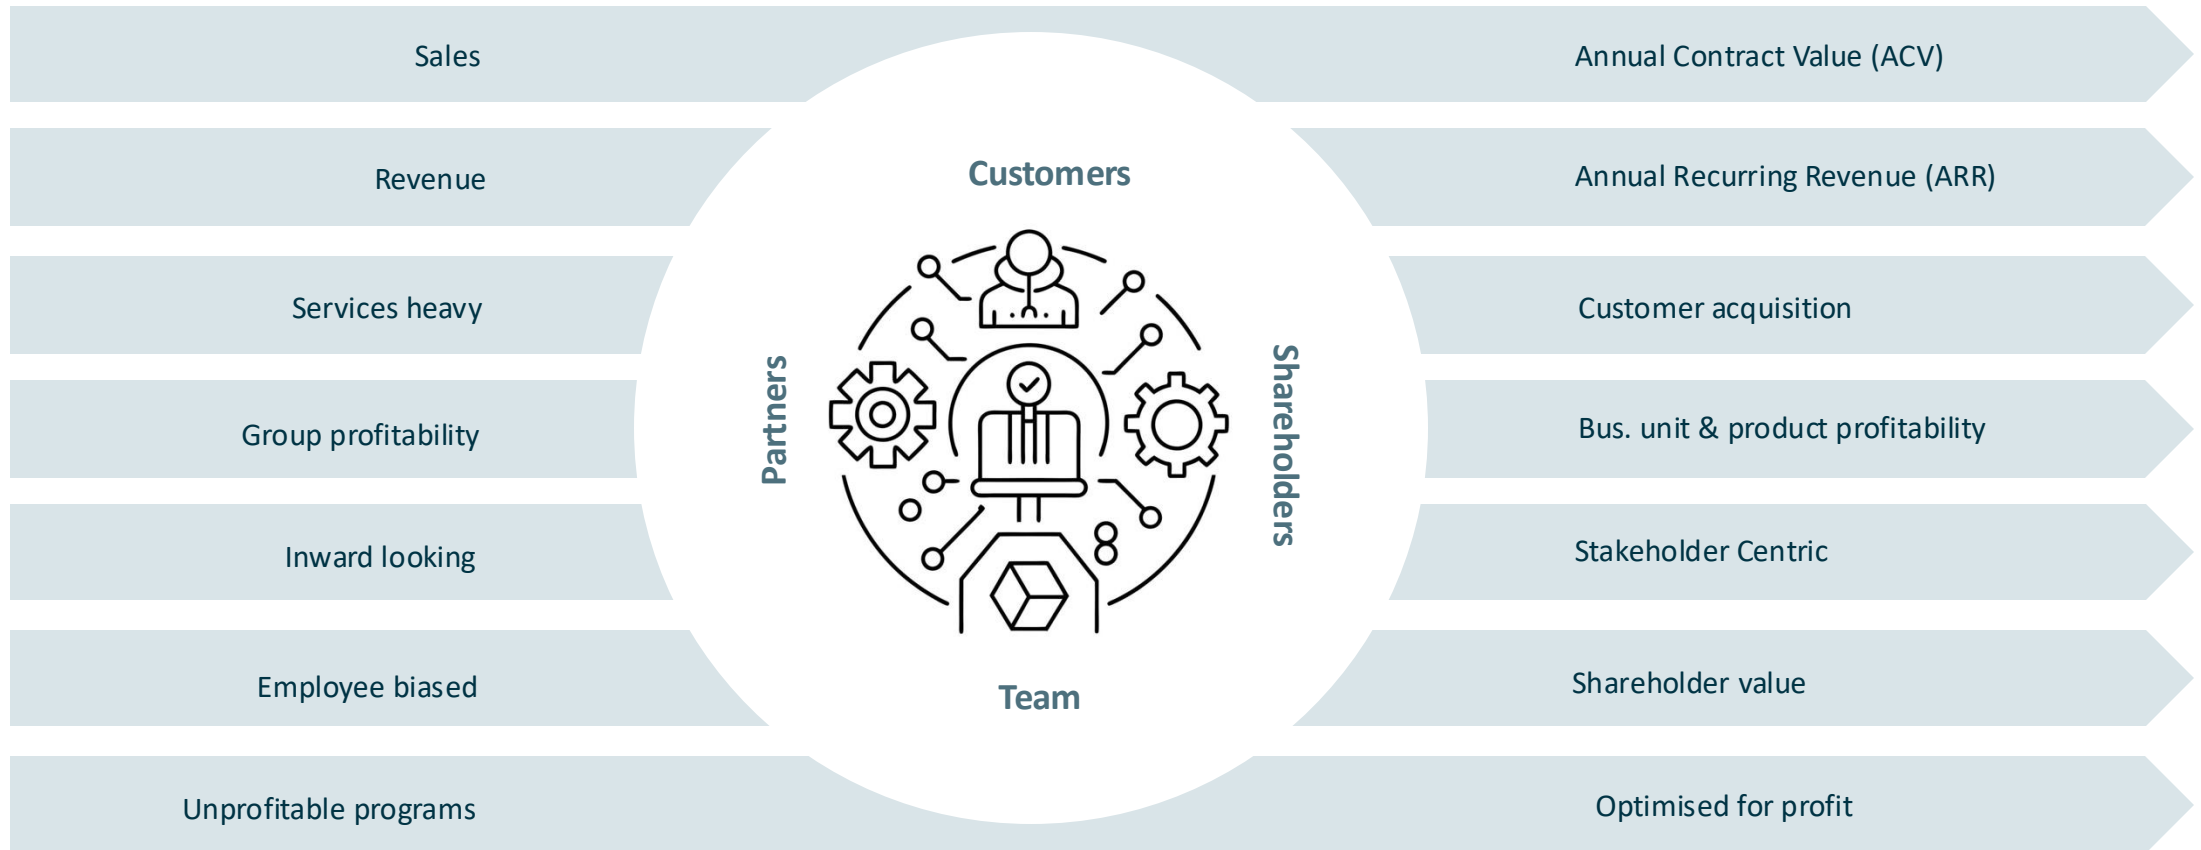 Sales
Annual Contract Value (ACV)
Customers
Revenue
Annual Recurring Revenue (ARR)
Services heavy
Customer acquisition
Partners
Shareholders
Group profitability
Bus. unit & product profitability
Inward looking
Stakeholder Centric
Employee biased
Team
Shareholder value
Unprofitable programs
Optimised for profit